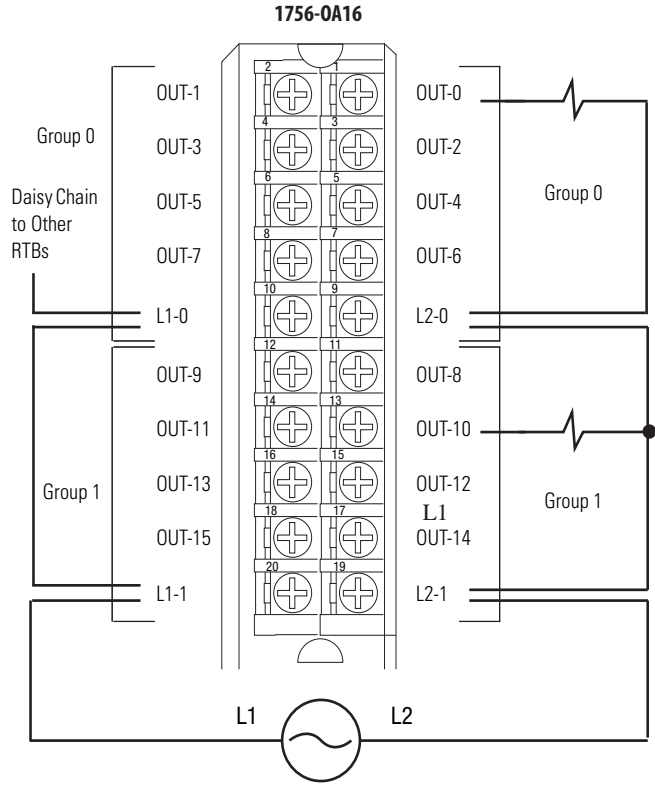 1756-OA16
2 1
OUT-1 OUT-0
4 3
Group 0 OUT-3 OUT-2
6 5
Daisy Chain
to Other
RTBs
OUT-5 OUT-4 Group 0
8 7
OUT-7 OUT-6
10 9
L1-0 L2-0
12 11
OUT-9 OUT-8
14 13
OUT-11 OUT-10
16 15
Group 1 OUT-13 OUT-12 Group 1
18 17
L1
OUT-15 OUT-14
20 19
L1-1 L2-1
L1 L2